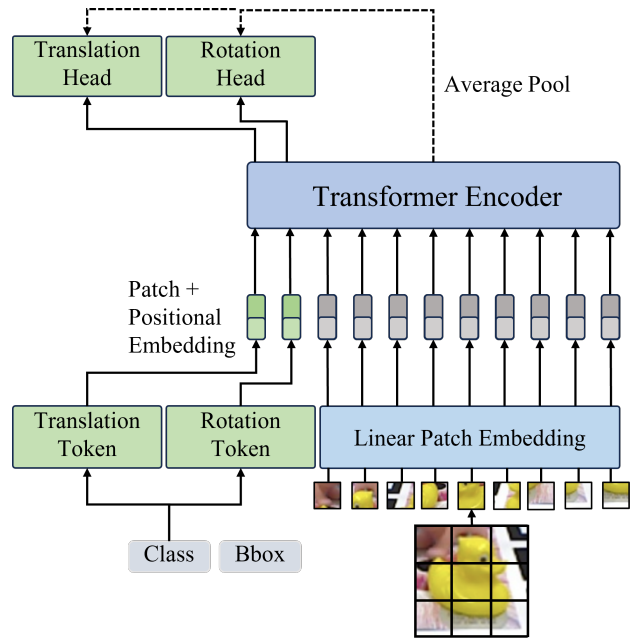 Translation
Head
Rotation
Head
Average Pool
Transformer Encoder
Patch +
Positional
Embedding
Translation
Token
Rotation
Token
Linear Patch Embedding
Class
Bbox